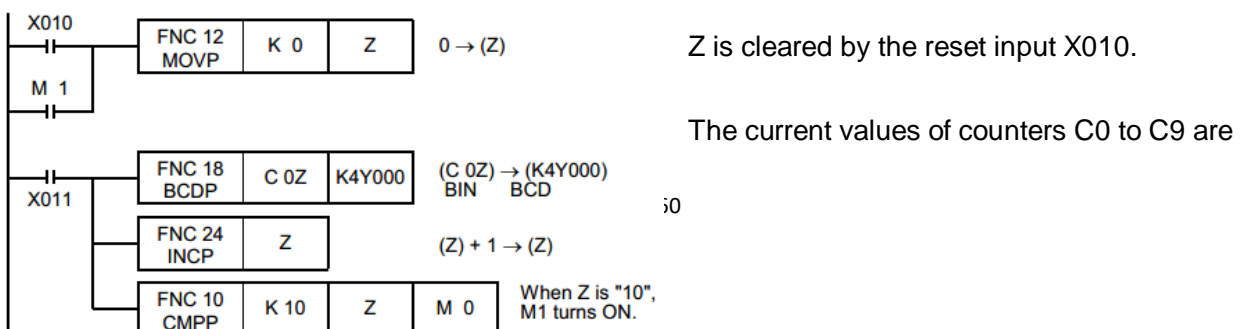 X010
FNC 12 MOVP K 0 Z 0 → (Z)
Z is cleared by the reset input X010.
M 1
The current values of counters C0 to C9 are
X011
FNC 18 BCDP C 0Z K4Y000 (C 0Z) → (K4Y000)
BIN BCD
FNC 24 INCP Z (Z) + 1 → (Z)
FNC 10 CMPP K 10 Z M 0
When Z is "10",
M1 turns ON.